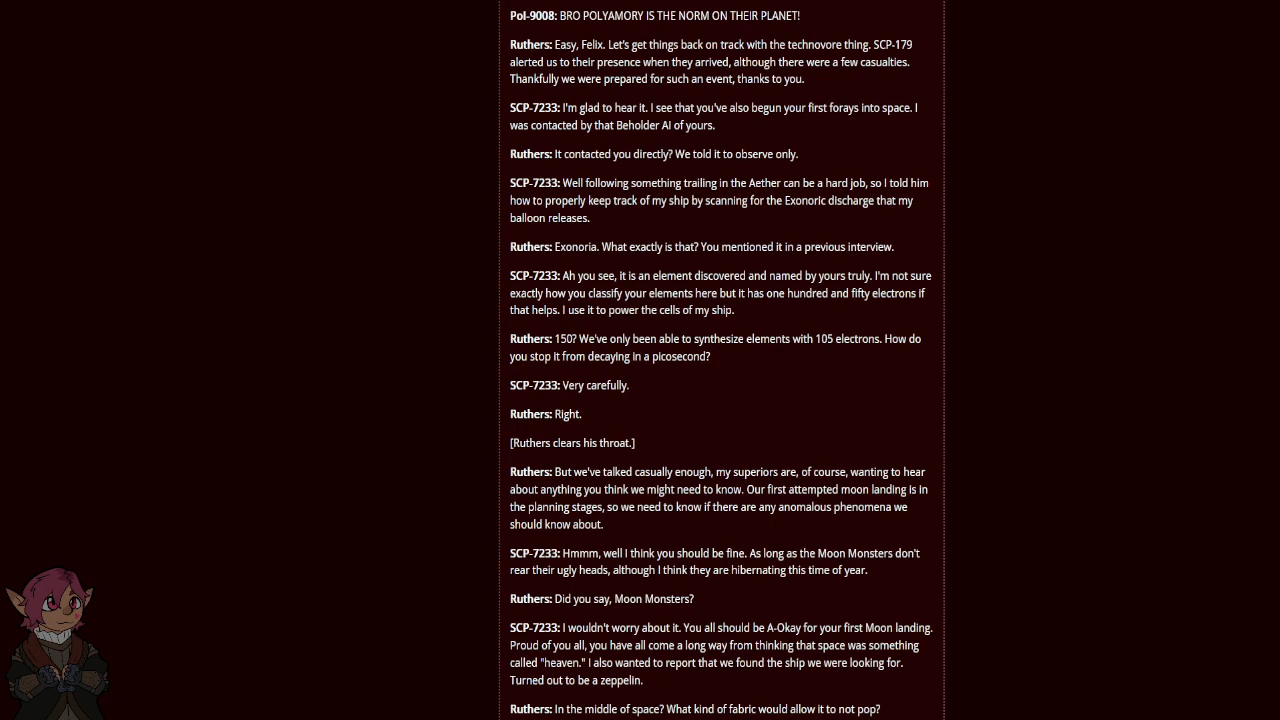 PoI-9008: BRO POLYAMORY IS THE NORM ON THEIR PLANET!
Ruthers: Easy, Felix. Let's get things back on track with the technovore thing. SCP-179
alerted us to their presence when they arrived, although there were a few casualties.
Thankfully we were prepared for such an event, thanks to you.
SCP-7233: I'm glad to hear it. I see that you've also begun your first forays into space. I
was contacted by that Beholder AI of yours.
Ruthers: It contacted you directly? We told it to observe only.
SCP-7233: Well following something trailing in the Aether can be a hard job, so I told him
how to properly keep track of my ship by scanning for the Exonoric discharge that my
balloon releases.
Ruthers: Exonoria. What exactly is that? You mentioned it in a previous interview.
SCP-7233: Ah you see, it is an element discovered and named by yours truly. I'm not sure
exactly how you classify your elements here but it has one hundred and fifty electrons if
that helps. I use it to power the cells of my ship.
Ruthers: 150? We've only been able to synthesize elements with 105 electrons. How do
you stop it from decaying in a picosecond?
SCP-7233: Very carefully.
Ruthers: Right.
[Ruthers clears his throat.]
Ruthers: But we've talked casually enough, my superiors are, of course, wanting to hear
about anything you think we might need to know. Our first attempted moon landing is in
the planning stages, so we need to know if there are any anomalous phenomena we
should know about.
SCP-7233: Hmmm, well I think you should be fine. As long as the Moon Monsters don't
rear their ugly heads, although I think they are hibernating this time of year.
Ruthers: Did you say, Moon Monsters?
SCP-7233: I wouldn't worry about it. You all should be A-Okay for your first Moon landing.
Proud of you all, you have all come a long way from thinking that space was something
called "heaven." I also wanted to report that we found the ship we were looking for.
Turned out to be a zeppelin.
Ruthers: In the middle of space? What kind of fabric would allow it to not pop?